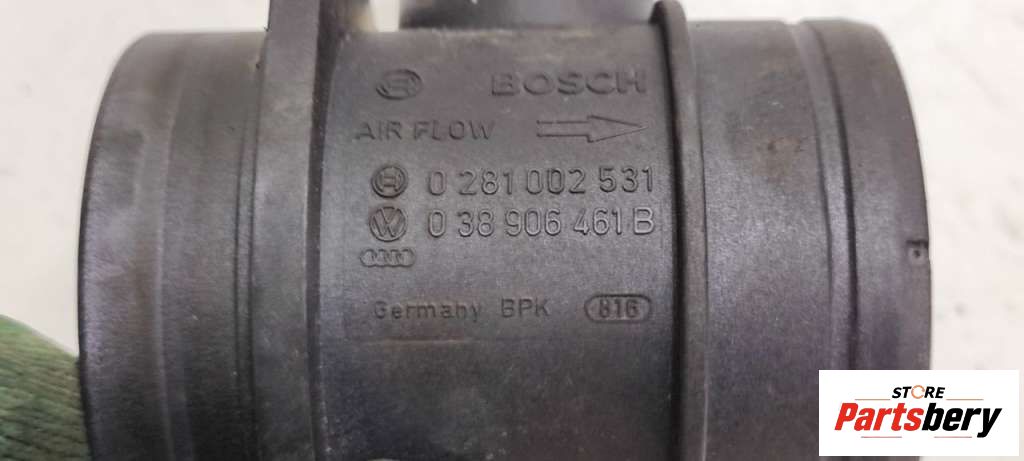 BOSCH
AIR FLOW
0 281 002 531
0 38 906 461 B
Germany BPK 816
STORE
Partsbery